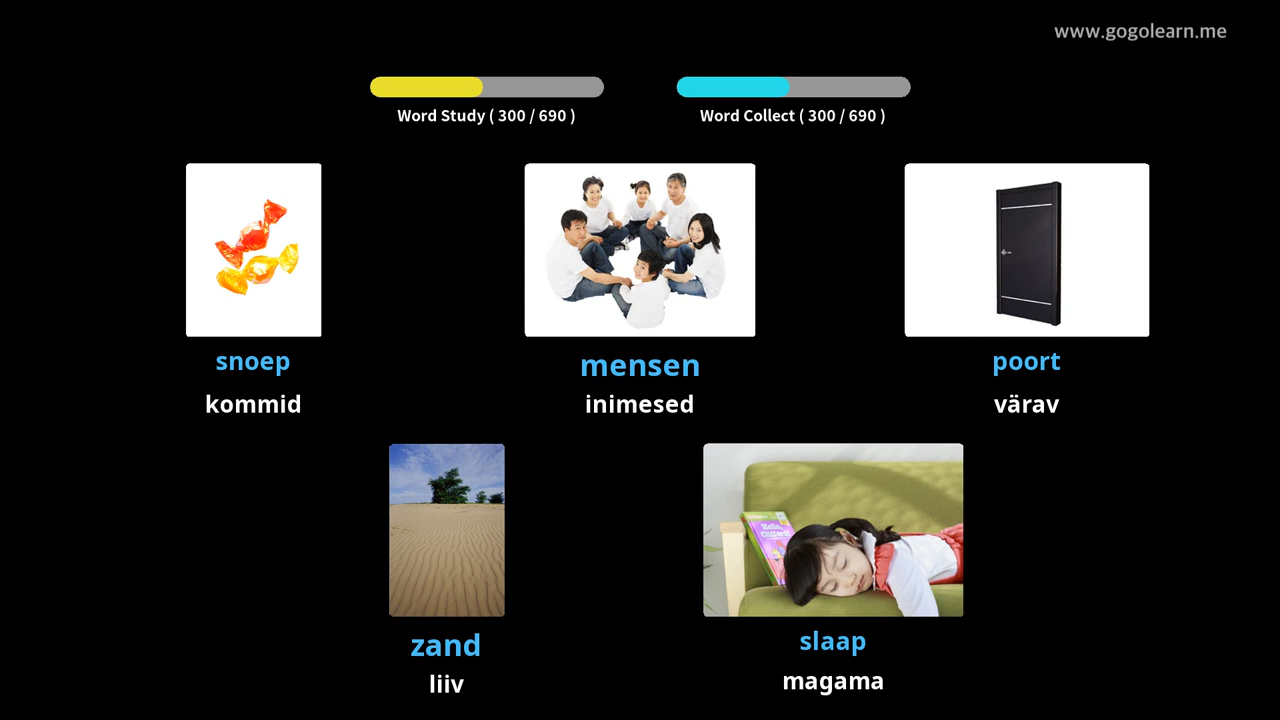 www.gogolearn.me
Word Study ( 300 / 690 )
Word Collect ( 300 / 690 )
snoep
kommid
mensen
inimesed
poort
värav
zand
liiv
slaap
magama